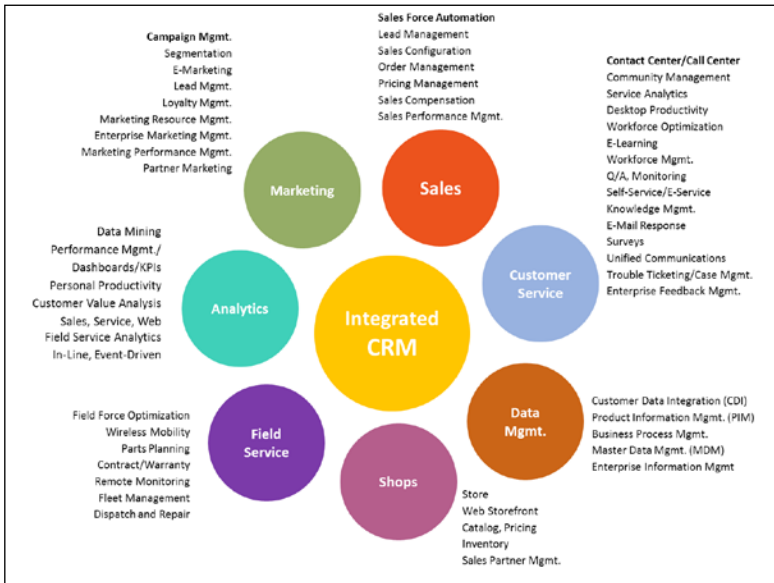 Campaign Mgmt.
Segmentation
E-Marketing
Lead Mgmt.
Loyalty Mgmt.
Marketing Resource Mgmt.
Enterprise Marketing Mgmt.
Marketing Performance Mgmt.
Partner Marketing
Marketing
Sales Force Automation
Lead Management
Sales Configuration
Order Management
Pricing Management
Sales Compensation
Sales Performance Mgmt.
Sales
Contact Center/Call Center
Community Management
Service Analytics
Desktop Productivity
Workforce Optimization
E-Learning
Workforce Mgmt.
Q/A, Monitoring
Self-Service/E-Service
Knowledge Mgmt.
E-Mail Response
Surveys
Unified Communications
Trouble Ticketing/Case Mgmt.
Enterprise Feedback Mgmt.
Customer
Service
Data Mining
Performance Mgmt./
Dashboards/KPIs
Personal Productivity
Customer Value Analysis
Sales, Service, Web
Field Service Analytics
In-Line, Event-Driven
Analytics
Integrated
CRM
Field Force Optimization
Wireless Mobility
Parts Planning
Contract/Warranty
Remote Monitoring
Fleet Management
Dispatch and Repair
Field
Service
Shops
Store
Web Storefront
Catalog, Pricing
Inventory
Sales Partner Mgmt.
Data
Mgmt.
Customer Data Integration (CDI)
Product Information Mgmt. (PIM)
Business Process Mgmt.
Master Data Mgmt. (MDM)
Enterprise Information Mgmt